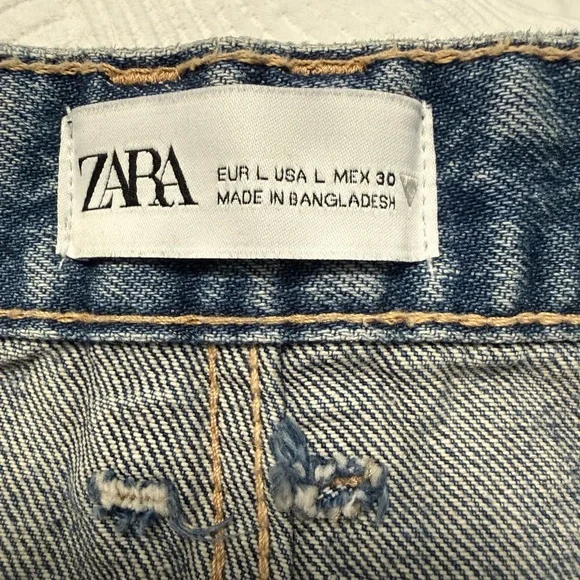 ZARA
EUR L USA L MEX 30
MADE IN BANGLADESH